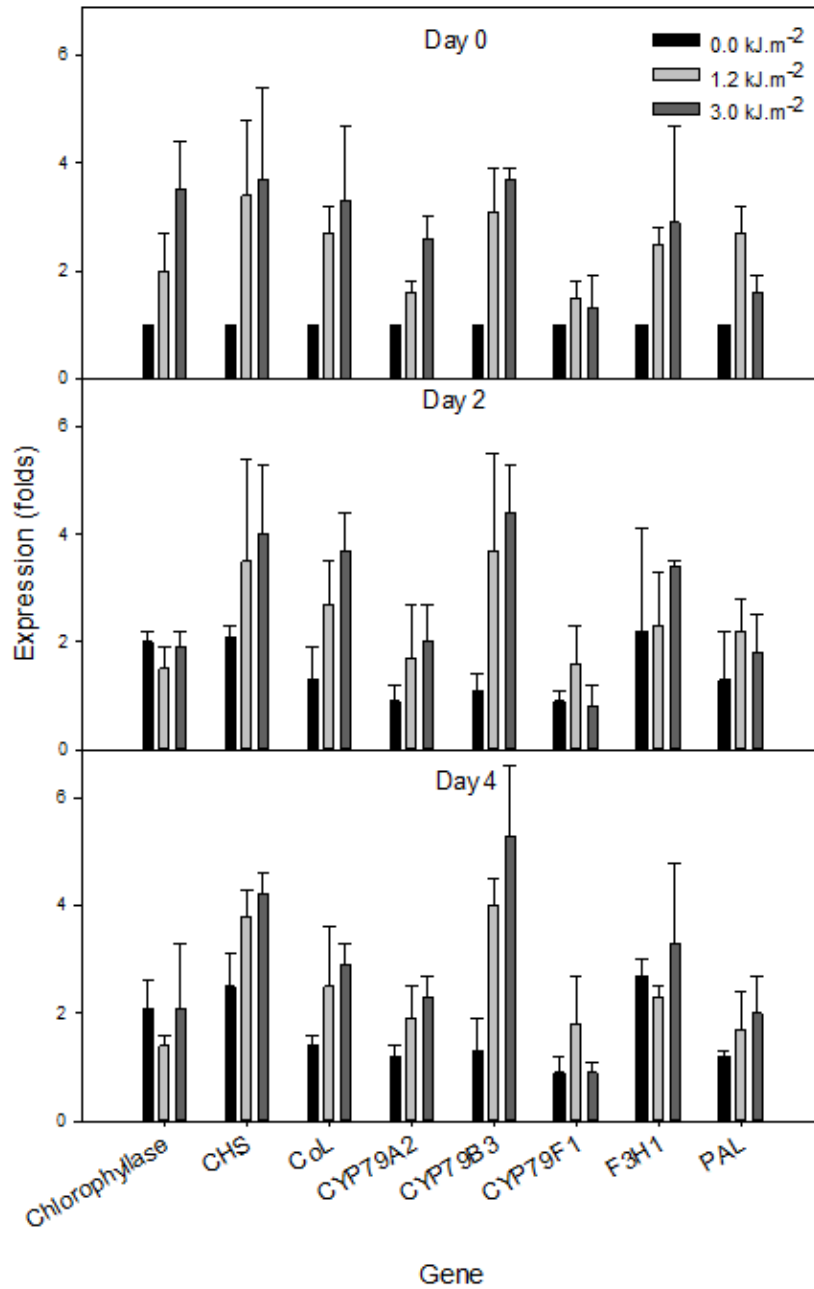 Day 0
0.0 kJ.m-2
1.2 kJ.m-2
3.0 kJ.m-2
6
4
2
0
Day 2
6
4
2
0
Day 4
6
4
2
0
Expression (folds)
Chlorophyllase
CHS
CoL
CYP79A2
CYP79B3
CYP79F1
F3H1
PAL
Gene